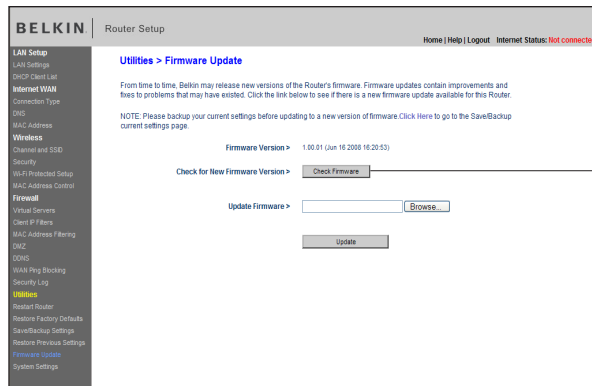 BELKIN.
Router Setup
Home | Help | Logout Internet Status: Not connected
LAN Setup
LAN Settings
DHCP Client List
Internet WAN
Connection Type
DNS
MAC Address
Wireless
Channel and SSID
Security
Wi-Fi Protected Setup
MAC Address Control
Firewall
Virtual Servers
Client IP Filters
MAC Address Filtering
DMZ
DDNS
WAN Ping Blocking
Security Log
Utilities
Restart Router
Restore Factory Defaults
Save/Backup Settings
Restore Previous Settings
Firmware Update
System Settings
Utilities > Firmware Update
From time to time, Belkin may release new versions of the Router's firmware. Firmware updates contain improvements and
fixes to problems that may have existed. Click the link below to see if there is a new firmware update available for this Router.
NOTE: Please backup your current settings before updating to a new version of firmware.Click Here to go to the Save/Backup
current settings page.
Firmware Version > 1.00.01 (Jun 16 2006 16:20:53)
Check for New Firmware Version > Check Firmware
Update Firmware > Browse...
Update